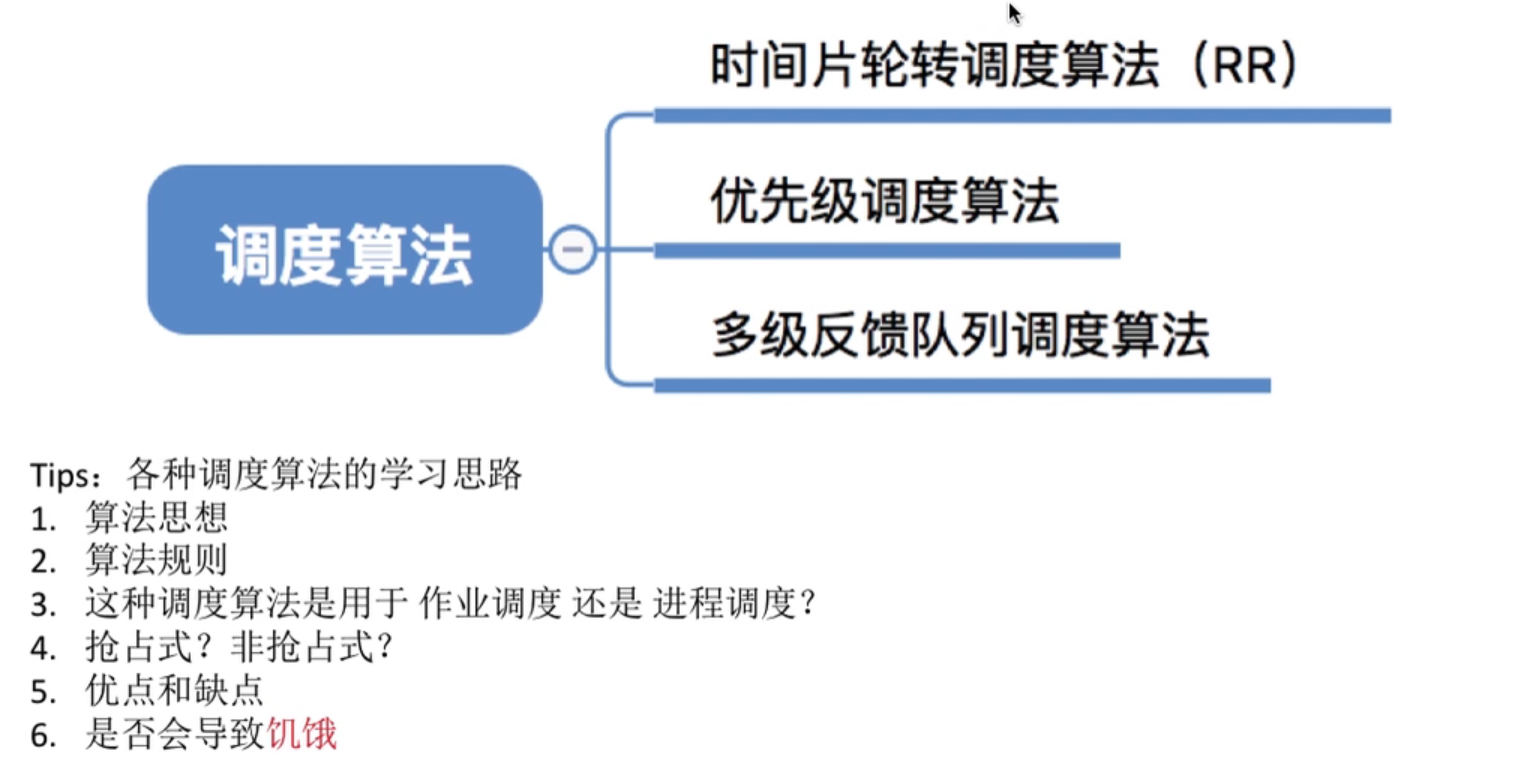 时间片轮转调度算法（RR）
调度算法
优先级调度算法
多级反馈队列调度算法
Tips：各种调度算法的学习思路
1. 算法思想
2. 算法规则
3. 这种调度算法是用于 作业调度 还是 进程调度？
4. 抢占式？非抢占式？
5. 优点和缺点
6. 是否会导致饥饿